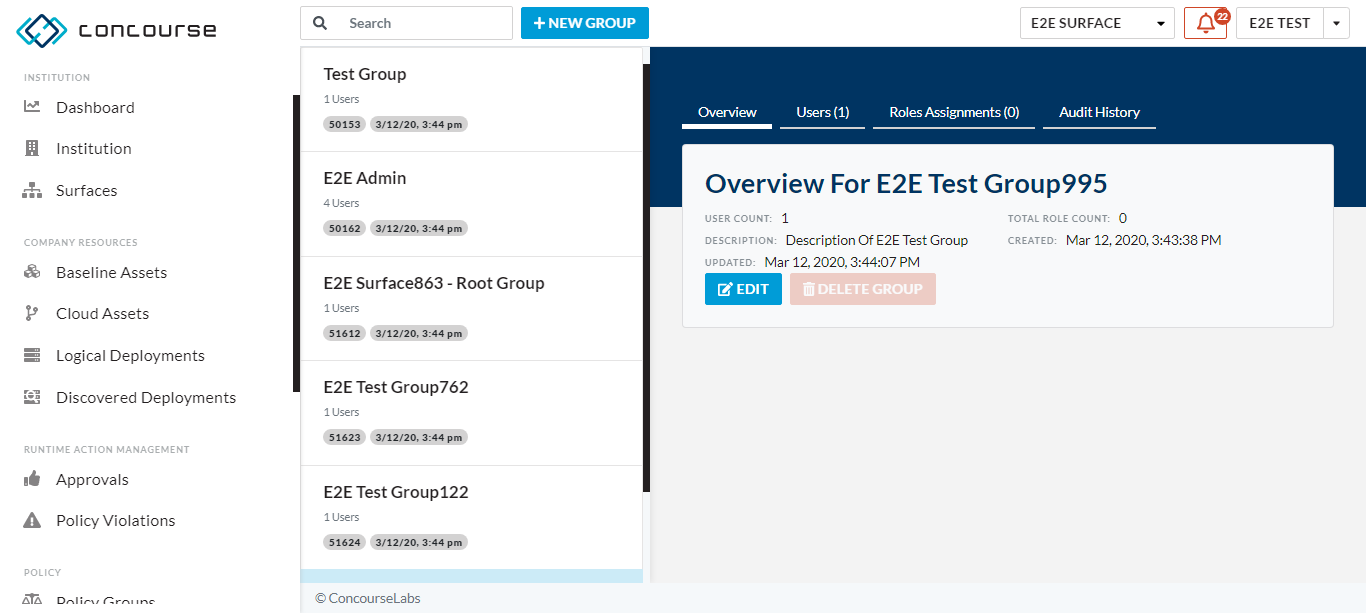 concourse
Search
+ NEW GROUP
E2E SURFACE
22
E2E TEST
INSTITUTION
Dashboard
Institution
Surfaces
COMPANY RESOURCES
Baseline Assets
Cloud Assets
Logical Deployments
Discovered Deployments
RUNTIME ACTION MANAGEMENT
Approvals
Policy Violations
POLICY
Policy Groups
Test Group
1 Users
50153 3/12/20, 3:44 pm
E2E Admin
4 Users
50162 3/12/20, 3:44 pm
E2E Surface863 - Root Group
1 Users
51612 3/12/20, 3:44 pm
E2E Test Group762
1 Users
51623 3/12/20, 3:44 pm
E2E Test Group122
1 Users
51624 3/12/20, 3:44 pm
Overview Users (1) Roles Assignments (0) Audit History
Overview For E2E Test Group995
USER COUNT: 1 TOTAL ROLE COUNT: 0
DESCRIPTION: Description Of E2E Test Group CREATED: Mar 12, 2020, 3:43:38 PM
UPDATED: Mar 12, 2020, 3:44:07 PM
EDIT DELETE GROUP
© ConcourseLabs